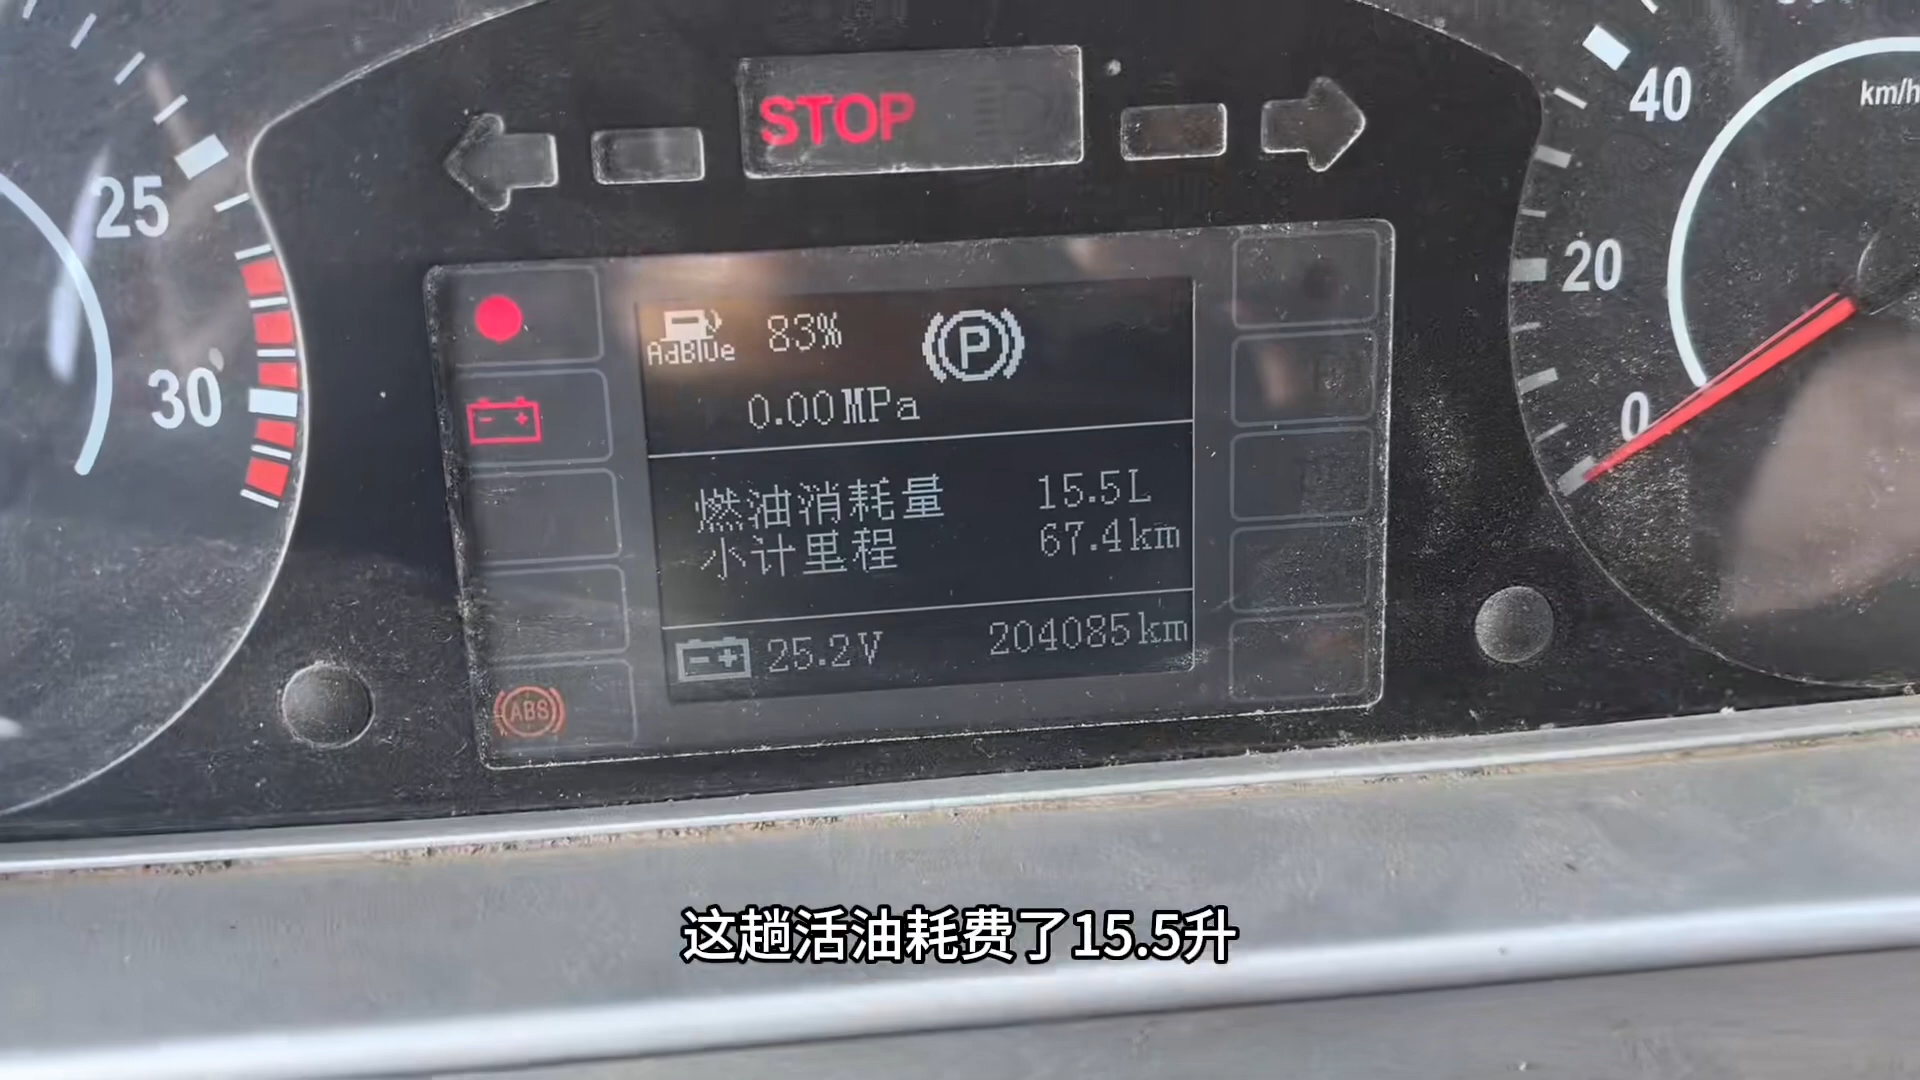 STOP
25
30
40
km/h
20
0
AdBlue 83%
P
0.00MPa
燃油消耗量 15.5L
小计里程 67.4km
25.2V 204085km
ABS
这趟活油耗费了15.5升